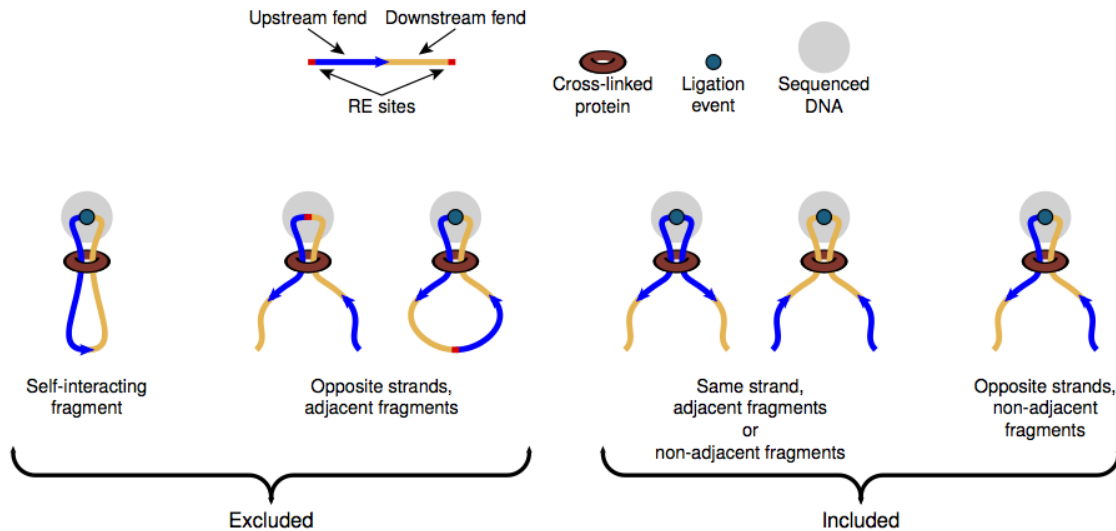 Upstream fend
Downstream fend
RE sites
Cross-linked
protein
Ligation
event
Sequenced
DNA
Self-interacting
fragment
Opposite strands,
adjacent fragments
Same strand,
adjacent fragments
or
non-adjacent fragments
Opposite strands,
non-adjacent
fragments
Excluded
Included